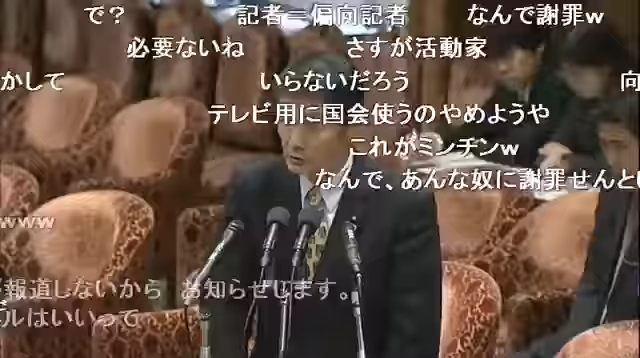 で？ 記者＝偏向記者 なんで謝罪ｗ
必要ないね さすが活動家
かして いらないだろう 向
テレビ用に国会使うのやめようや
これがミンチンｗ
なんで、あんな奴に謝罪せんとい
www
報道しないから お知らせします。
ルはいいって